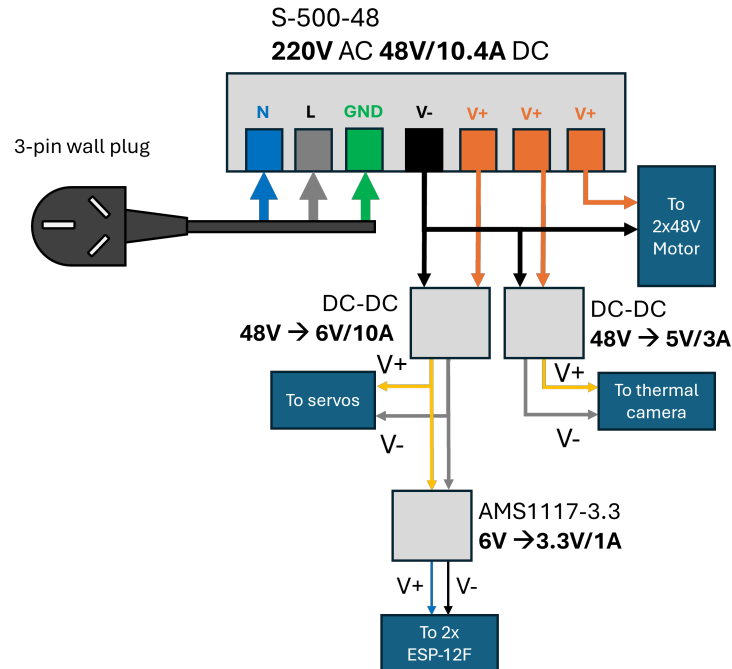 S-500-48
220V AC 48V/10.4A DC
N L GND V- V+ V+ V+
3-pin wall plug
To
2x48V
Motor
DC-DC
48V → 6V/10A
DC-DC
48V → 5V/3A
V+
V-
To servos
V+
V-
To thermal
camera
AMS1117-3.3
6V →3.3V/1A
V+ V-
To 2x
ESP-12F